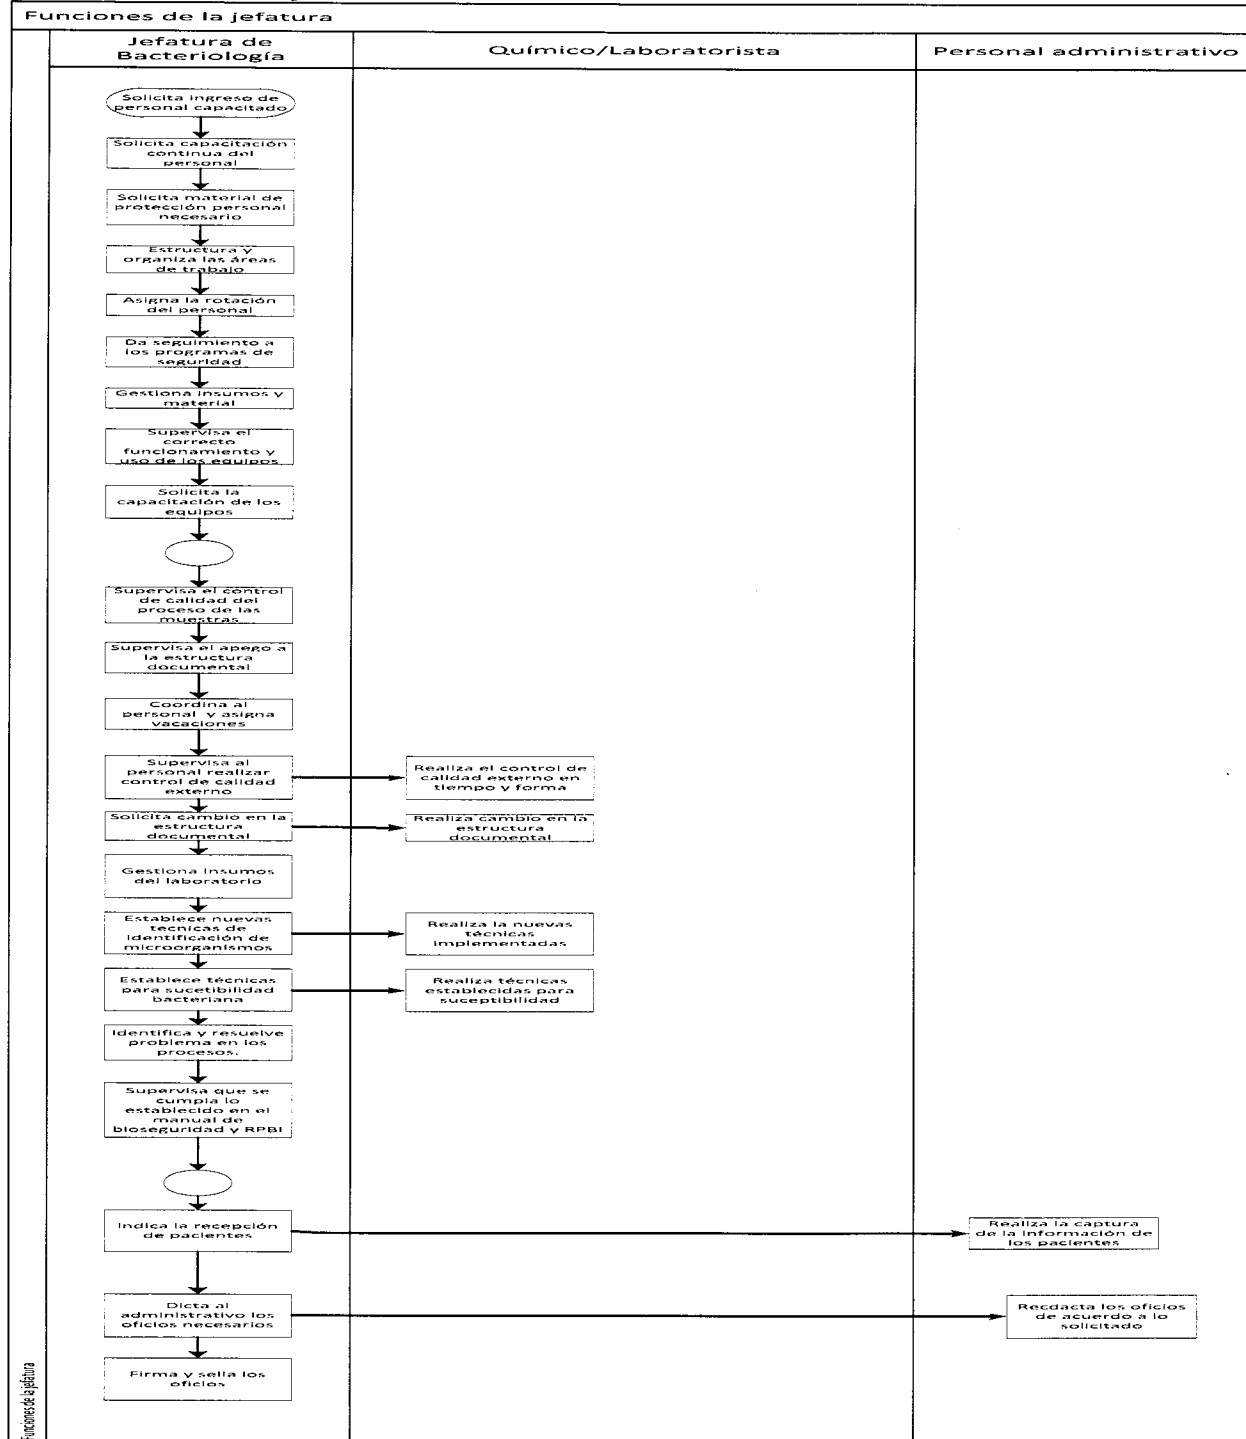 Funciones de la jefatura
Jefatura de
Bacteriología
Químico/Laboratorista
Personal administrativo
Solicita ingreso de
personal capacitado
Solicita capacitación
continua del
personal
Solicita material de
protección personal
necesario
Estructura y
organiza las áreas
de trabajo
Asigna la rotación
del personal
Da seguimiento a
los programas de
seguridad
Gestiona insumos y
material
Supervisa el
correcto
funcionamiento y
uso de los equipos
Solicita la
capacitación de los
equipos
Supervisa el control
de calidad del
proceso de las
muestras
Supervisa el apego a
la estructura
documental
Coordina al
personal y asigna
vacaciones
Supervisa al
personal realizar
control de calidad
externo
Realiza el control de
calidad externo en
tiempo y forma
Solicita cambio en la
estructura
documental
Realiza cambio en la
estructura
documental
Gestiona insumos
del laboratorio
Establece nuevas
técnicas de
identificación de
microorganismos
Realiza la nuevas
técnicas
implementadas
Establece técnicas
para sucetibilidad
bacteriana
Realiza técnicas
establecidas para
suceptibilidad
Identifica y resuelve
problema en los
procesos.
Supervisa que se
cumpla lo
establecido en el
manual de
bioseguridad y RPBI
Indica la recepción
de pacientes
Realiza la captura
de la información de
los pacientes
Dicta al
administrativo los
oficios necesarios
Recdacta los oficios
de acuerdo a lo
solicitado
Firma y sella los
oficios
Funciones de la jefatura